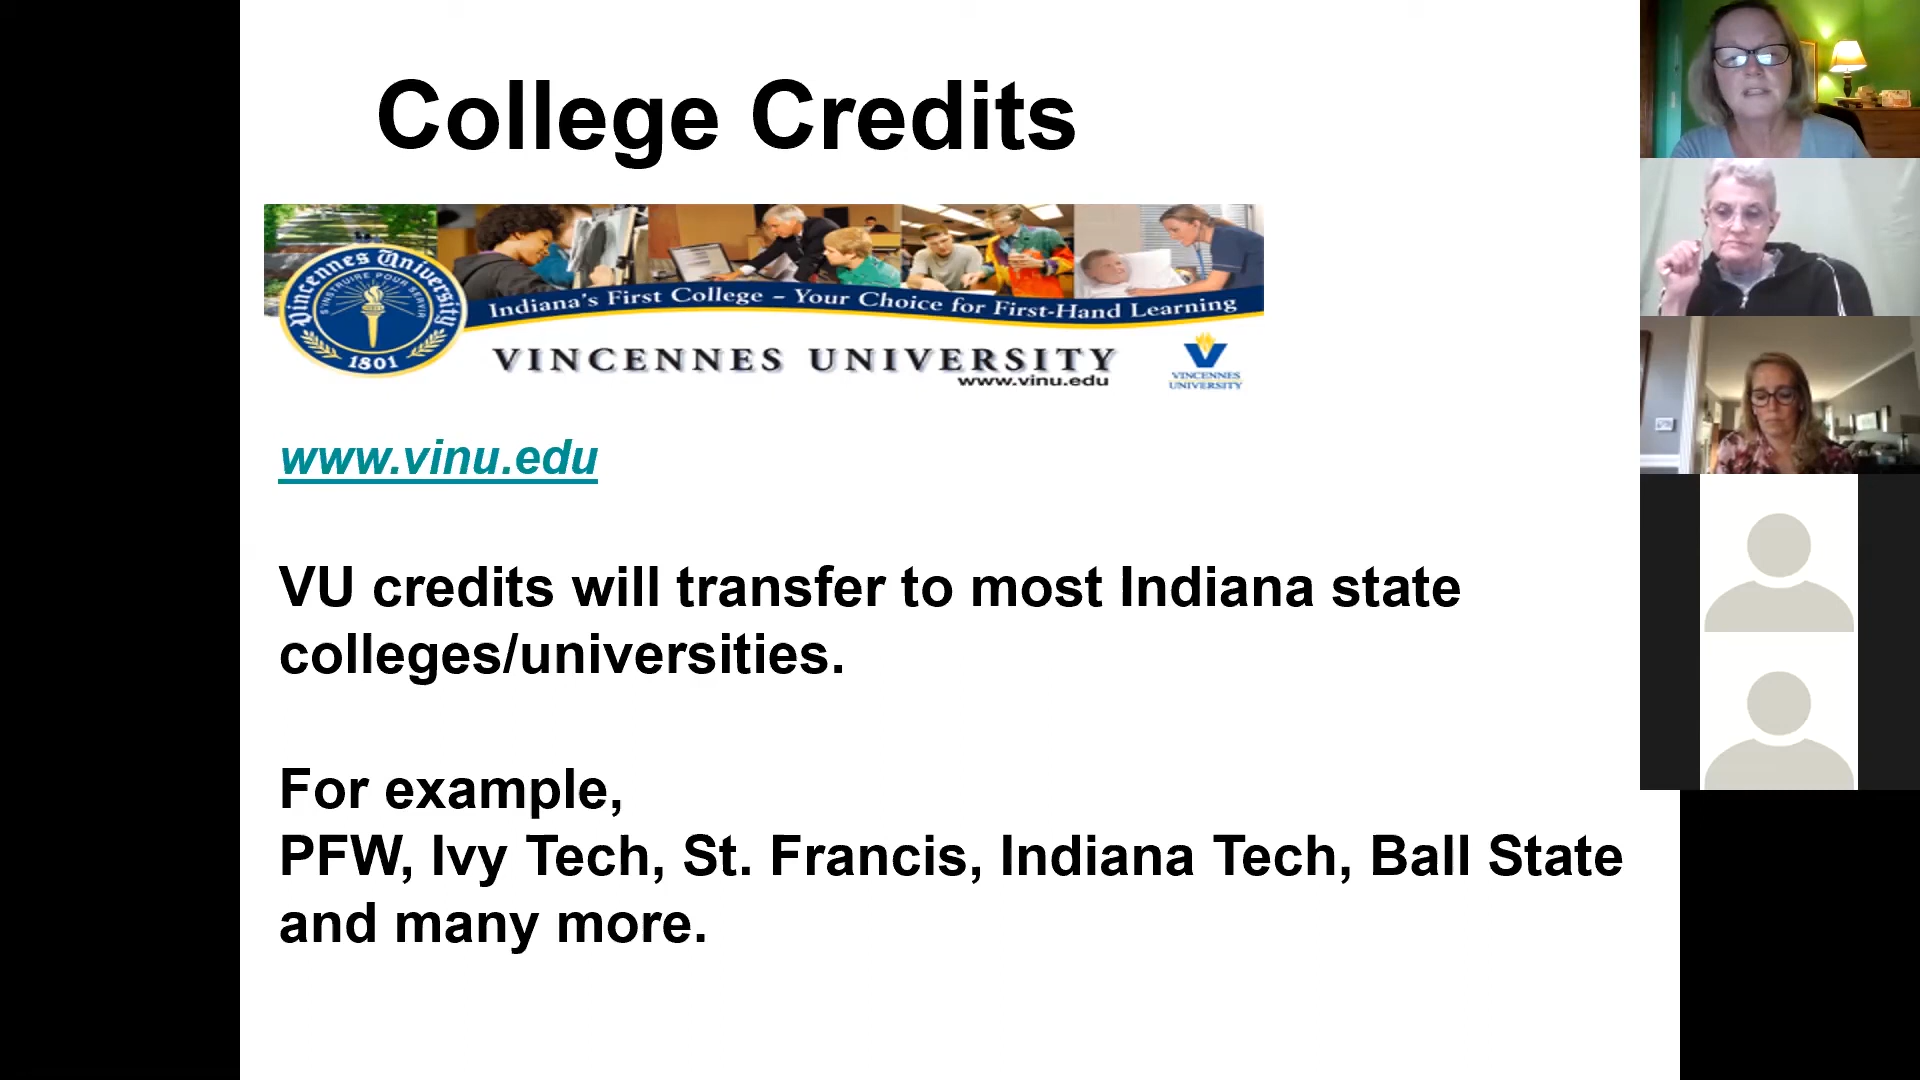 College Credits
Vincennes University
SINSTRUIRE POUR SERVIR
1801
Indiana's First College – Your Choice for First-Hand Learning
VINCENNES UNIVERSITY
www.vinu.edu
VINCENNES
UNIVERSITY
www.vinu.edu
VU credits will transfer to most Indiana state
colleges/universities.
For example,
PFW, Ivy Tech, St. Francis, Indiana Tech, Ball State
and many more.